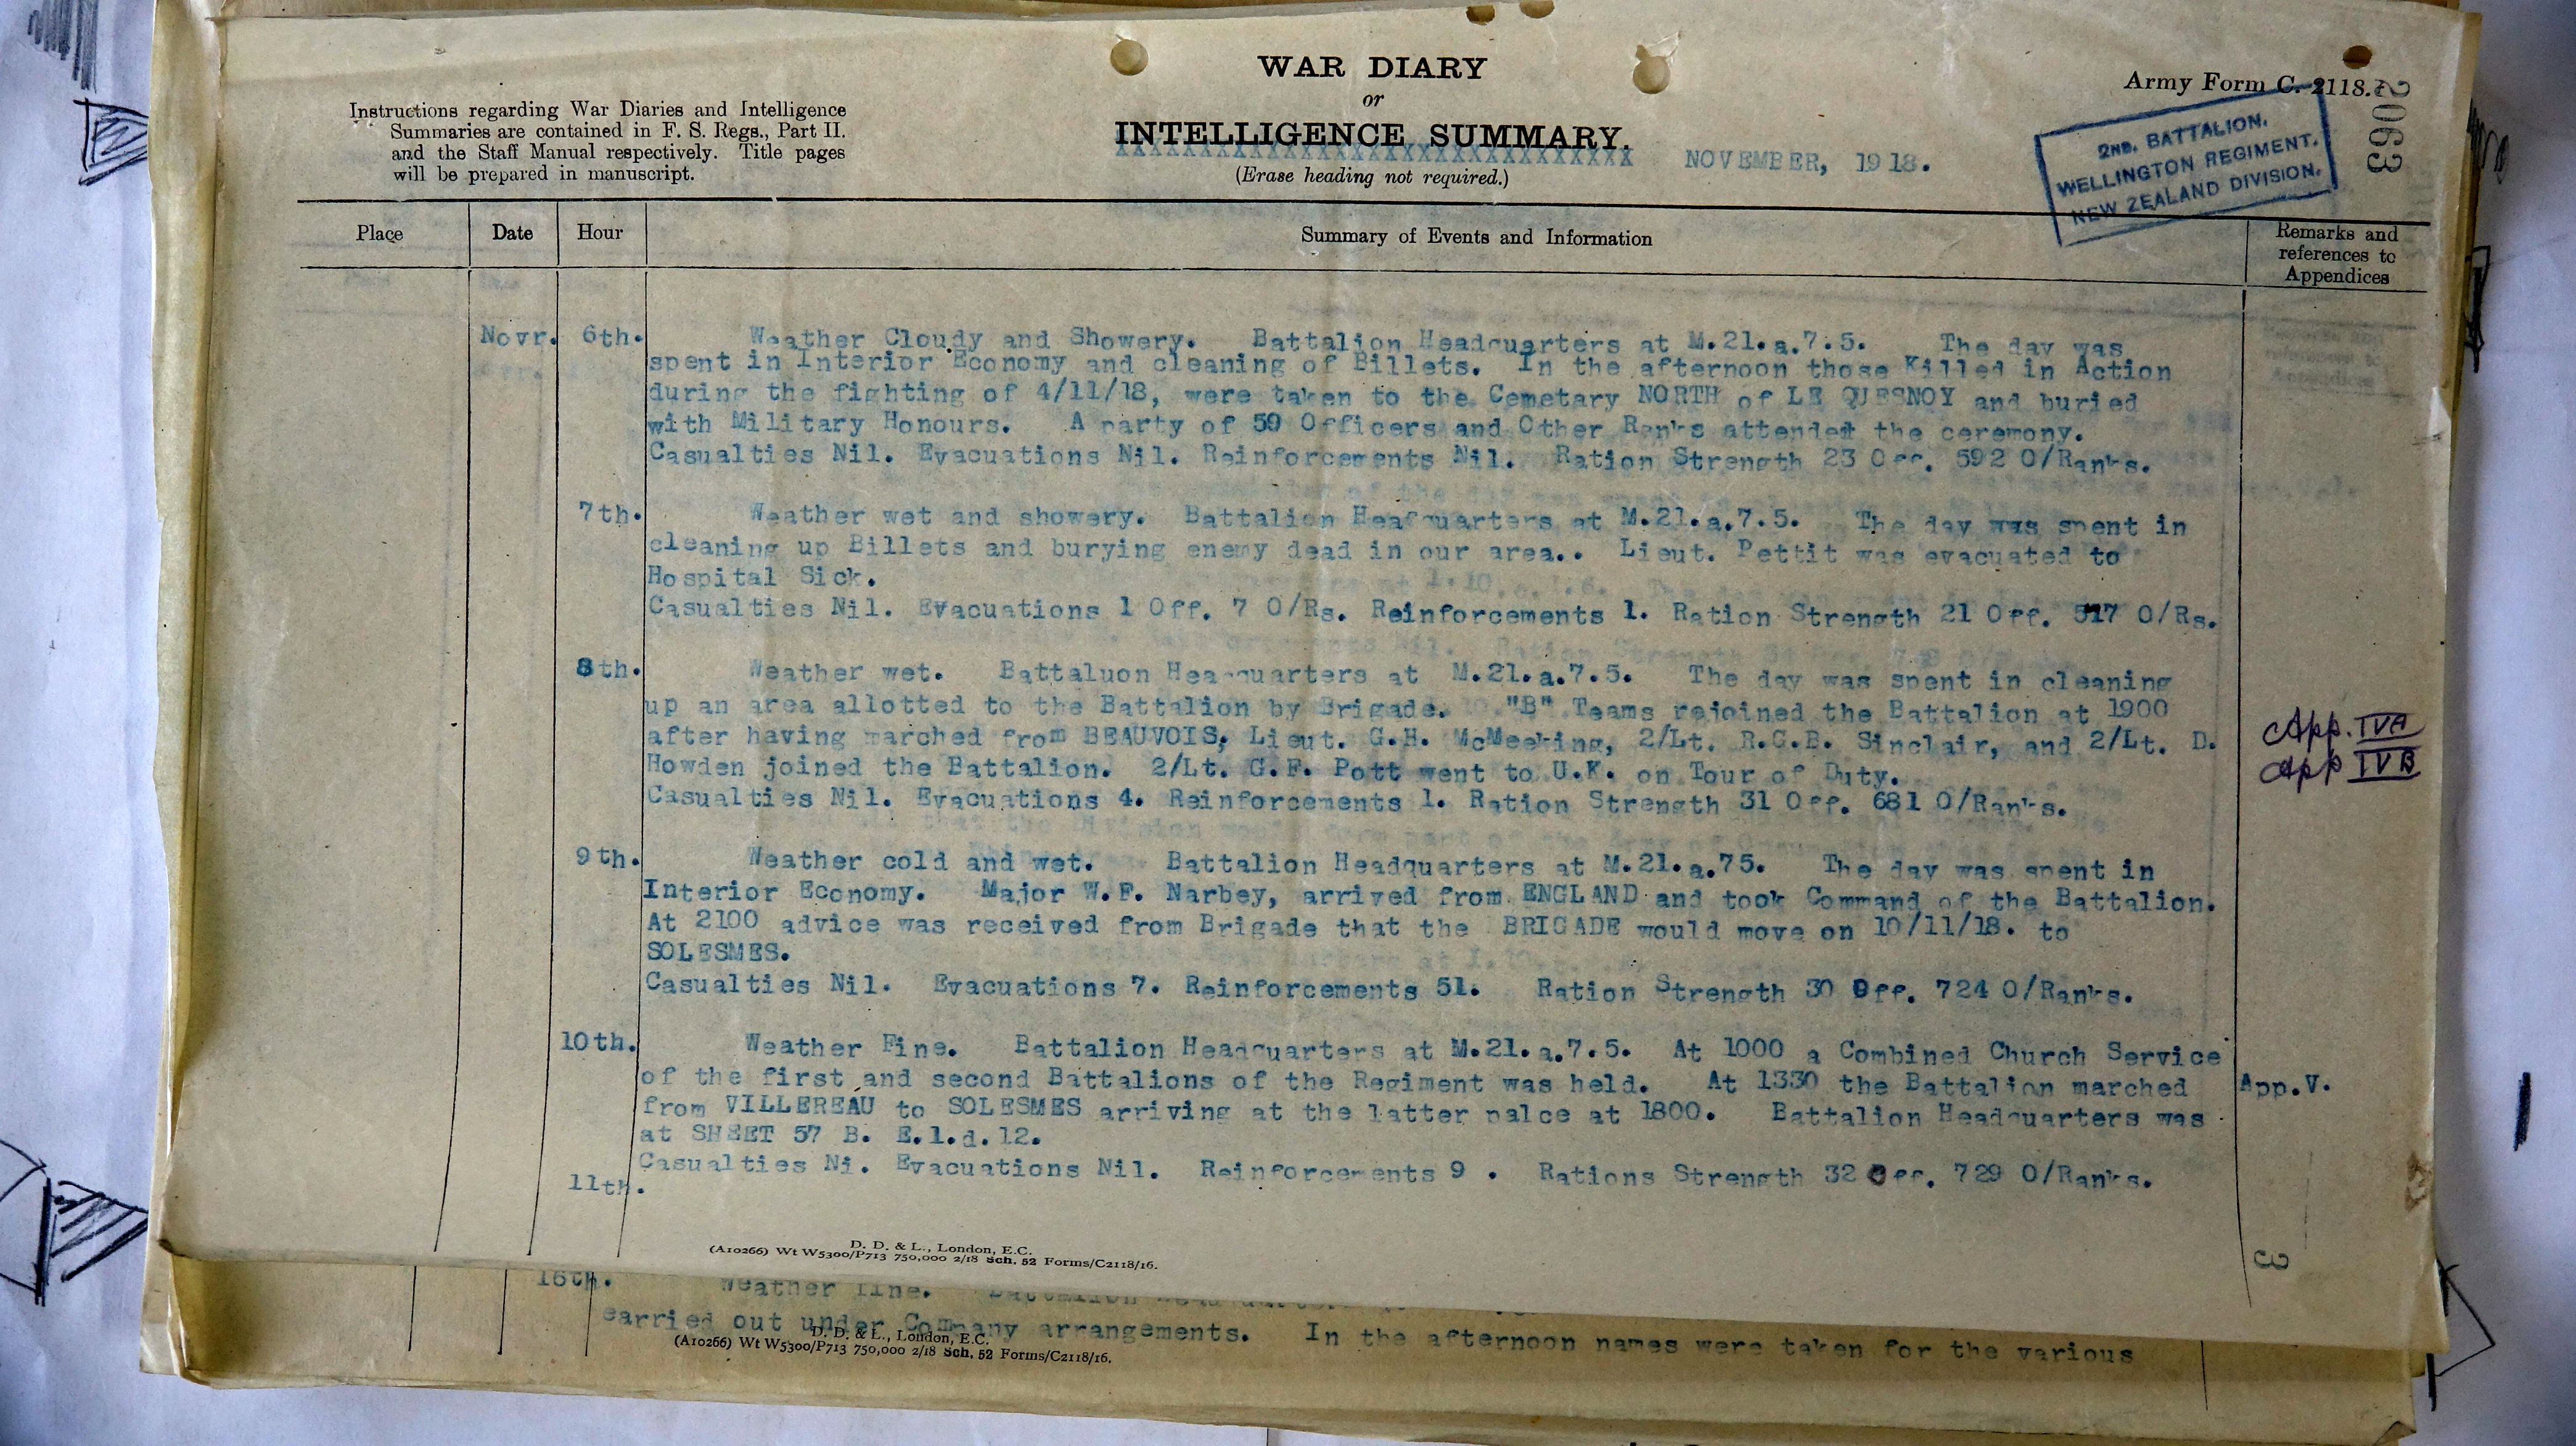 WAR DIARY
or
INTELLIGENCE SUMMARY.
XXXXXXXXXXXXXXXXXXXXXXXXXXXXXXX
(Erase heading not required.)
NOVEMBER, 1918.
Army Form C. 2118.
2063
2ND. BATTALION,
WELLINGTON REGIMENT.
NEW ZEALAND DIVISION.
Instructions regarding War Diaries and Intelligence
Summaries are contained in F. S. Regs., Part II.
and the Staff Manual respectively. Title pages
will be prepared in manuscript.
Place Date Hour Summary of Events and Information Remarks and
references to
Appendices
Novr. 6th. Weather Cloudy and Showery. Battalion Headquarters at M.21.a.7.5. The day was
spent in Interior Economy and cleaning of Billets. In the afternoon those Killed in Action
during the fighting of 4/11/18, were taken to the Cemetary NORTH of LE QUESNOY and buried
with Military Honours. A party of 59 Officers and Other Ranks attended the ceremony.
Casualties Nil. Evacuations Nil. Reinforcements Nil. Ration Strength 23 Off. 592 O/Ranks.
7th. Weather wet and showery. Battalion Headquarters at M.21.a.7.5. The day was spent in
cleaning up Billets and burying enemy dead in our area.. Lieut. Pettit was evacuated to
Hospital Sick.
Casualties Nil. Evacuations 1 Off. 7 O/Rs. Reinforcements 1. Ration Strength 21 Off. O/Rs.
8th. Weather wet. Battaluon Headquarters at M.21.a.7.5. The day was spent in cleaning
up an area allotted to the Battalion by Brigade. "B" Teams rejoined the Battalion at 1900
after having marched from BEAUVOIS, Lieut. G.H. McMeeking, 2/Lt. R.G.B. Sinclair, and 2/Lt. D.
Howden joined the Battalion. 2/Lt. G.F. Pott went to U.K. on Tour of Duty.
Casualties Nil. Evacuations 4. Reinforcements 1. Ration Strength 31 Off. 681 O/Ranks.
App. IVA
App IVB
9th. Weather cold and wet. Battalion Headquarters at M.21.a.75. The day was spent in
Interior Economy. Major W.F. Narbey, arrived from ENGLAND and took Command of the Battalion.
At 2100 advice was received from Brigade that the BRIGADE would move on 10/11/18. to
SOLESMES.
Casualties Nil. Evacuations 7. Reinforcements 51. Ration Strength 30 Off. 724 O/Ranks.
10th. Weather Fine. Battalion Headquarters at M.21.a.7.5. At 1000 a Combined Church Service
of the first and second Battalions of the Regiment was held. At 1330 the Battalion marched App.V.
from VILLEREAU to SOLESMES arriving at the latter palce at 1800. Battalion Headquarters was
at SHEET 57 B. E.1.d.12.
Casualties Ni. Evacuations Nil. Reinforcements 9 . Rations Strength 32 Off. 729 O/Ranks.
11th.
D. D. & L., London, E.C.
(A10266) Wt W5300/P713 750,000 2/18 Sch. 52 Forms/C2118/16.
3
16th. Weather fine. Battalion
carried out under Company arrangements. In the afternoon names were taken for the various
D. D. & L., London, E.C.
(A10266) Wt W5300/P713 750,000 2/18 Sch. 52 Forms/C2118/16.